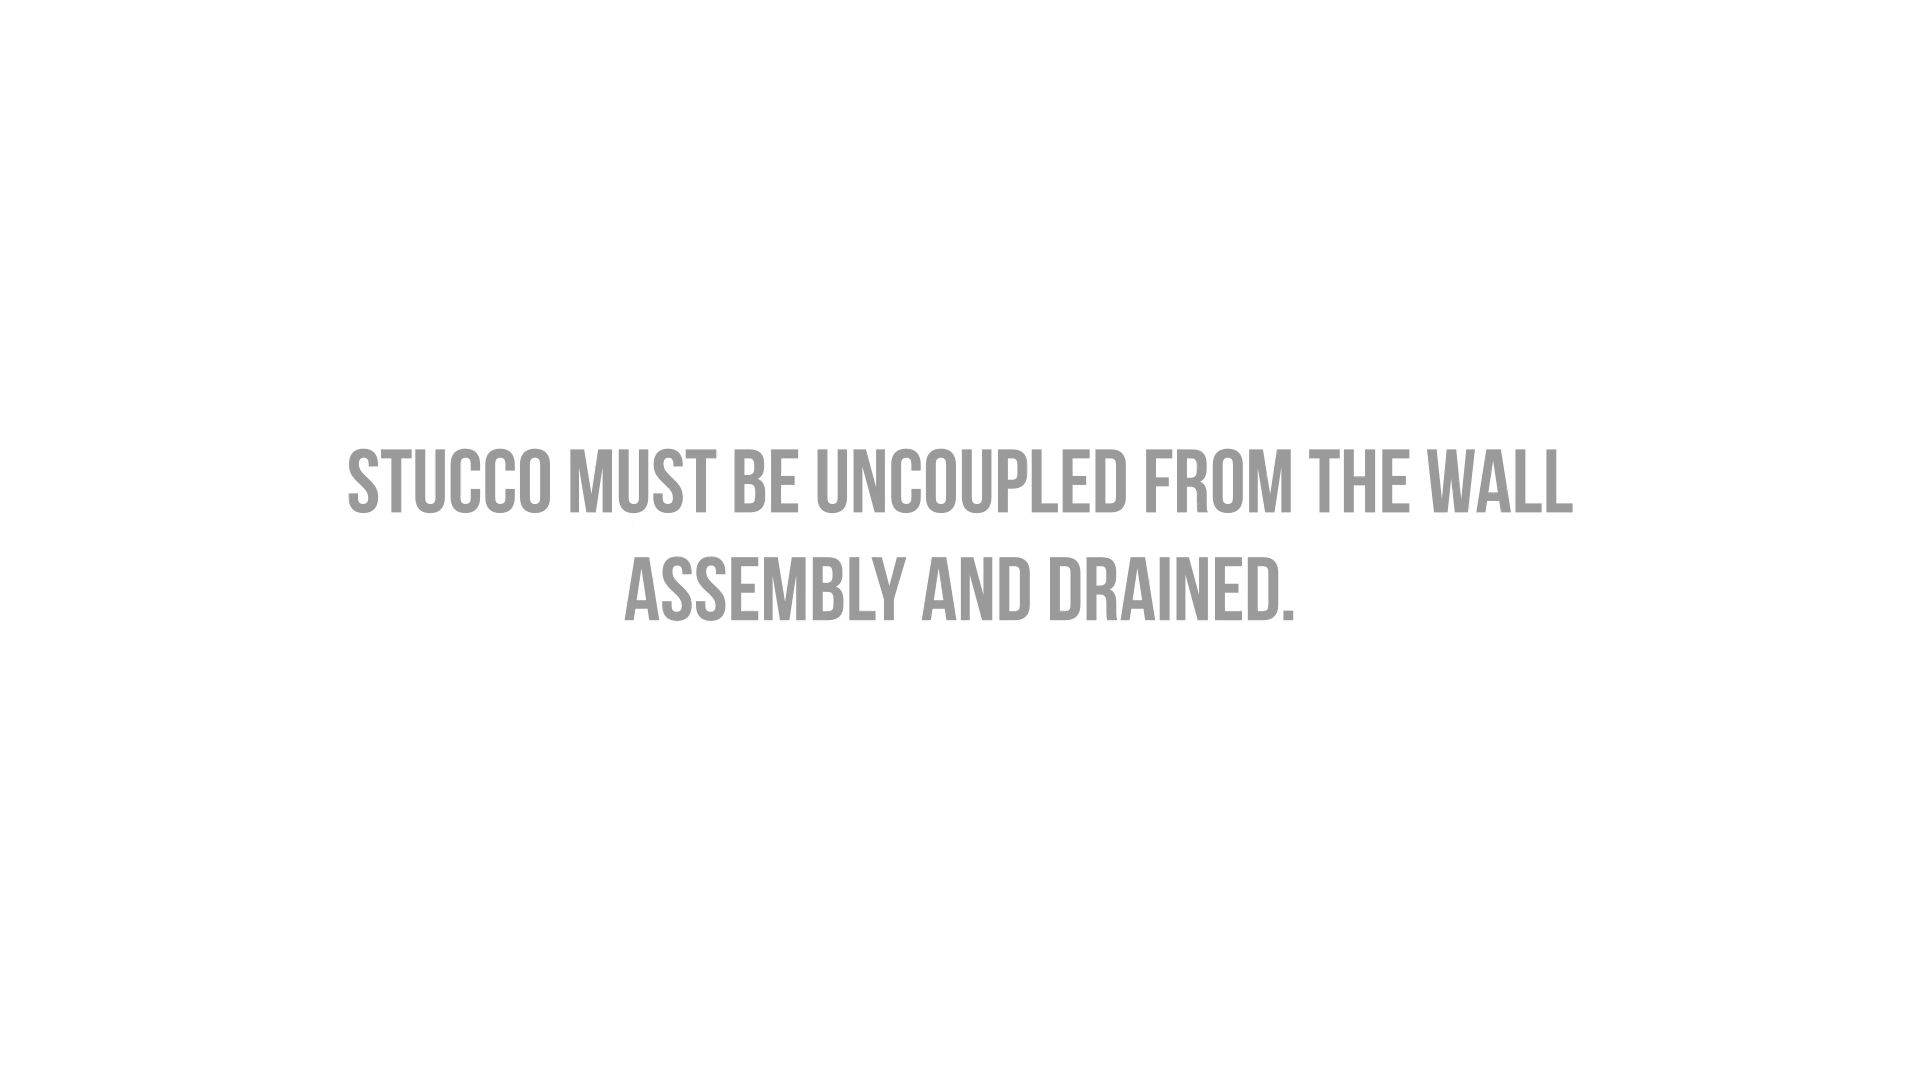 STUCCO MUST BE UNCOUPLED FROM THE WALL
ASSEMBLY AND DRAINED.